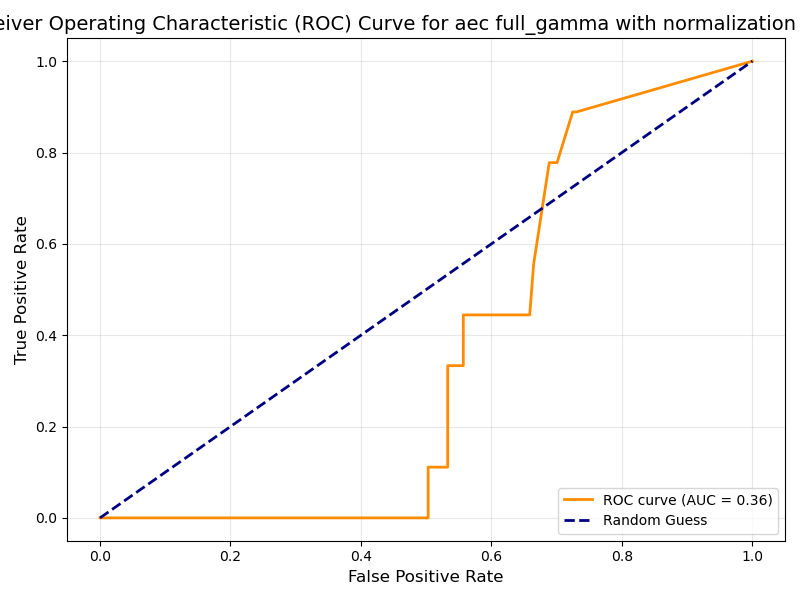 eiver Operating Characteristic (ROC) Curve for aec full_gamma with normalization
1.0
0.8
0.6
0.4
0.2
0.0
True Positive Rate
0.0 0.2 0.4 0.6 0.8 1.0
False Positive Rate
ROC curve (AUC = 0.36)
Random Guess